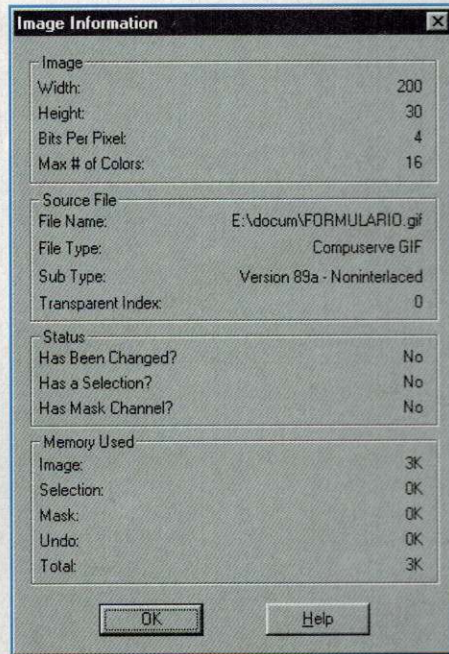 Image Information
Image
Width: 200
Height: 30
Bits Per Pixel: 4
Max # of Colors: 16
Source File
File Name: E:\docum\FORMULARIO.gif
File Type: Compuserve GIF
Sub Type: Version 89a - Noninterlaced
Transparent Index: 0
Status
Has Been Changed? No
Has a Selection? No
Has Mask Channel? No
Memory Used
Image: 3K
Selection: 0K
Mask: 0K
Undo: 0K
Total: 3K
OK Help